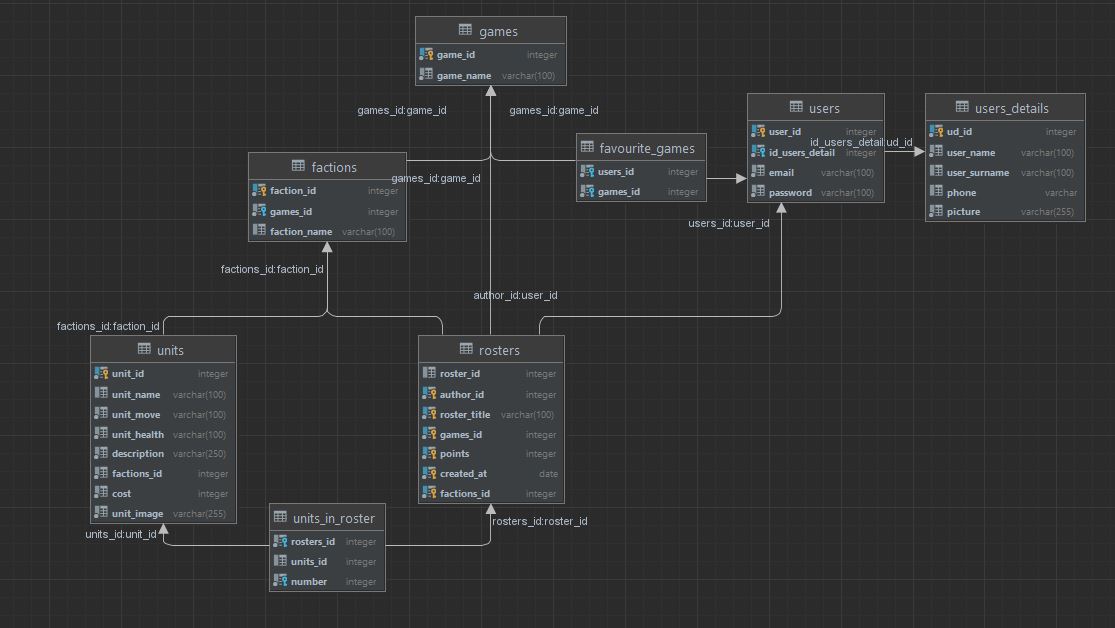 games
game_id integer
game_name varchar(100)
games_id:game_id games_id:game_id
users
user_id integer
id_users_detail integer
email varchar(100)
password varchar(100)
id_users_detail:ud_id
users_details
ud_id integer
user_name varchar(100)
user_surname varchar(100)
phone varchar
picture varchar(255)
favourite_games
users_id integer
games_id integer
factions
faction_id integer
games_id integer
faction_name varchar(100)
games_id:game_id
users_id:user_id
factions_id:faction_id
author_id:user_id
factions_id:faction_id
units
unit_id integer
unit_name varchar(100)
unit_move varchar(100)
unit_health varchar(100)
description varchar(250)
factions_id integer
cost integer
unit_image varchar(255)
rosters
roster_id integer
author_id integer
roster_title varchar(100)
games_id integer
points integer
created_at date
factions_id integer
units_in_roster
rosters_id integer
units_id integer
number integer
units_id:unit_id
rosters_id:roster_id